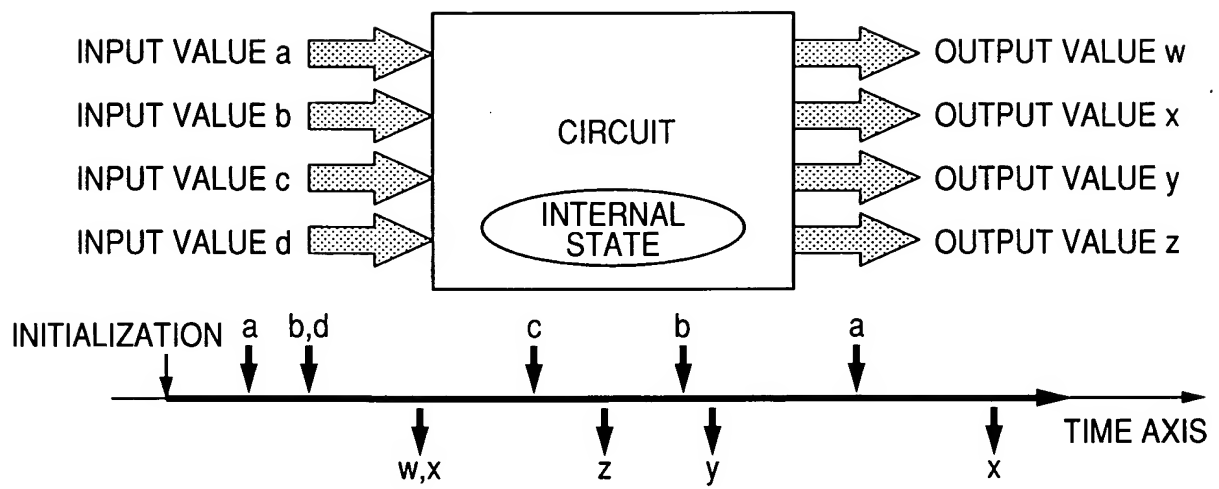 INPUT VALUE a
INPUT VALUE b
INPUT VALUE c
INPUT VALUE d
CIRCUIT
INTERNAL
STATE
OUTPUT VALUE w
OUTPUT VALUE x
OUTPUT VALUE y
OUTPUT VALUE z
INITIALIZATION
a
b,d
c
b
a
w,x
z
y
x
TIME AXIS